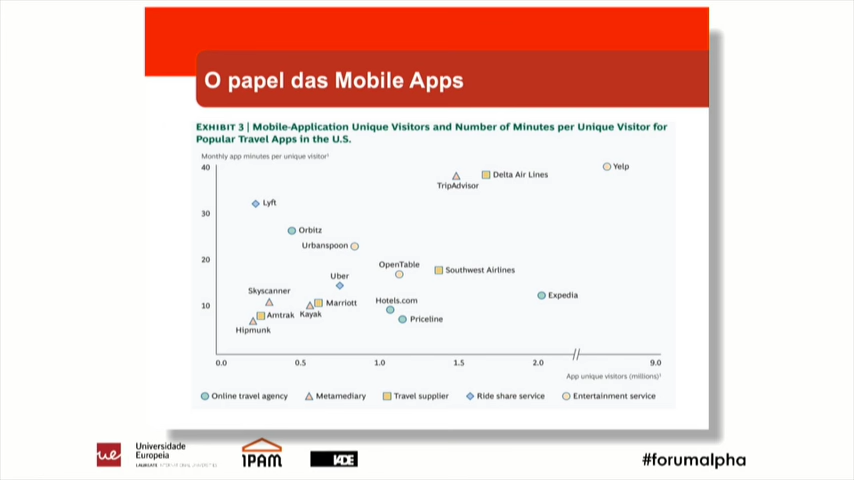 O papel das Mobile Apps
EXHIBIT 3 | Mobile-Application Unique Visitors and Number of Minutes per Unique Visitor for
Popular Travel Apps in the U.S.
Monthly app minutes per unique visitor¹
40
Yelp
TripAdvisor
Delta Air Lines
Lyft
30
Orbitz
Urbanspoon
20
OpenTable
Southwest Airlines
Uber
Skyscanner
Expedia
10
Marriott
Hotels.com
Amtrak
Kayak
Priceline
Hipmunk
0.0 0.5 1.0 1.5 2.0 9.0
App unique visitors (millions)¹
Online travel agency Metamediary Travel supplier Ride share service Entertainment service
ue
Universidade
Europeia
IPAM
IADE
#forumalpha